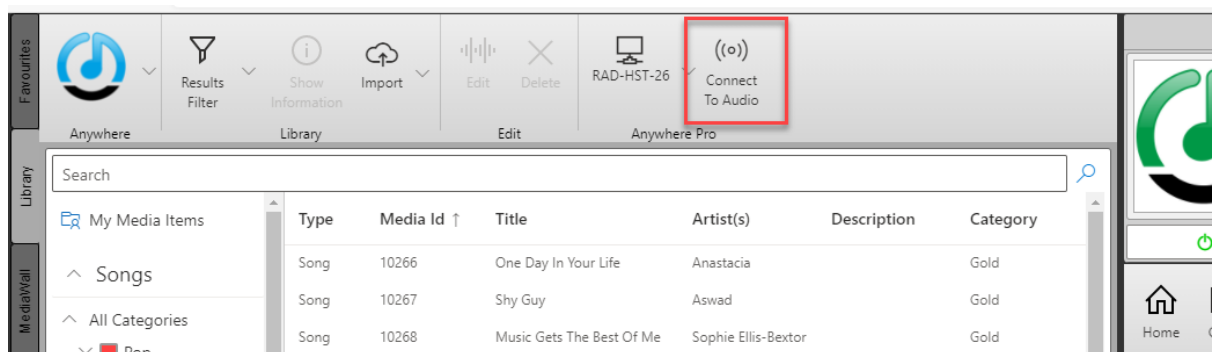 Favourites
Library
MediaWall
Results
Filter
Show
Information
Import
Edit
Delete
RAD-HST-26
Connect
To Audio
Anywhere
Library
Edit
Anywhere Pro
Search
My Media Items
Type Media Id ↑ Title Artist(s) Description Category
Songs
Song 10266 One Day In Your Life Anastacia Gold
Song 10267 Shy Guy Aswad Gold
All Categories
Song 10268 Music Gets The Best Of Me Sophie Ellis-Bextor Gold
Pop
Home